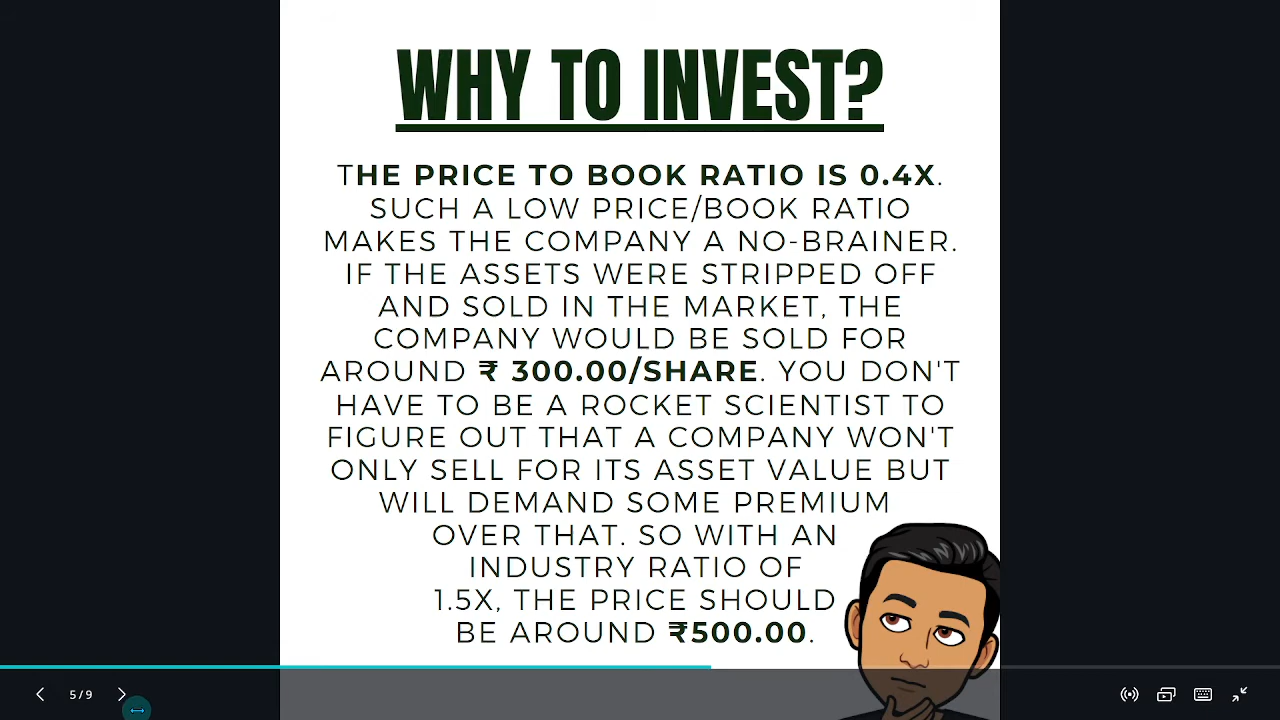 WHY TO INVEST?
THE PRICE TO BOOK RATIO IS 0.4X.
SUCH A LOW PRICE/BOOK RATIO
MAKES THE COMPANY A NO-BRAINER.
IF THE ASSETS WERE STRIPPED OFF
AND SOLD IN THE MARKET, THE
COMPANY WOULD BE SOLD FOR
AROUND ₹ 300.00/SHARE. YOU DON'T
HAVE TO BE A ROCKET SCIENTIST TO
FIGURE OUT THAT A COMPANY WON'T
ONLY SELL FOR ITS ASSET VALUE BUT
WILL DEMAND SOME PREMIUM
OVER THAT. SO WITH AN
INDUSTRY RATIO OF
1.5X, THE PRICE SHOULD
BE AROUND ₹500.00.
5 / 9